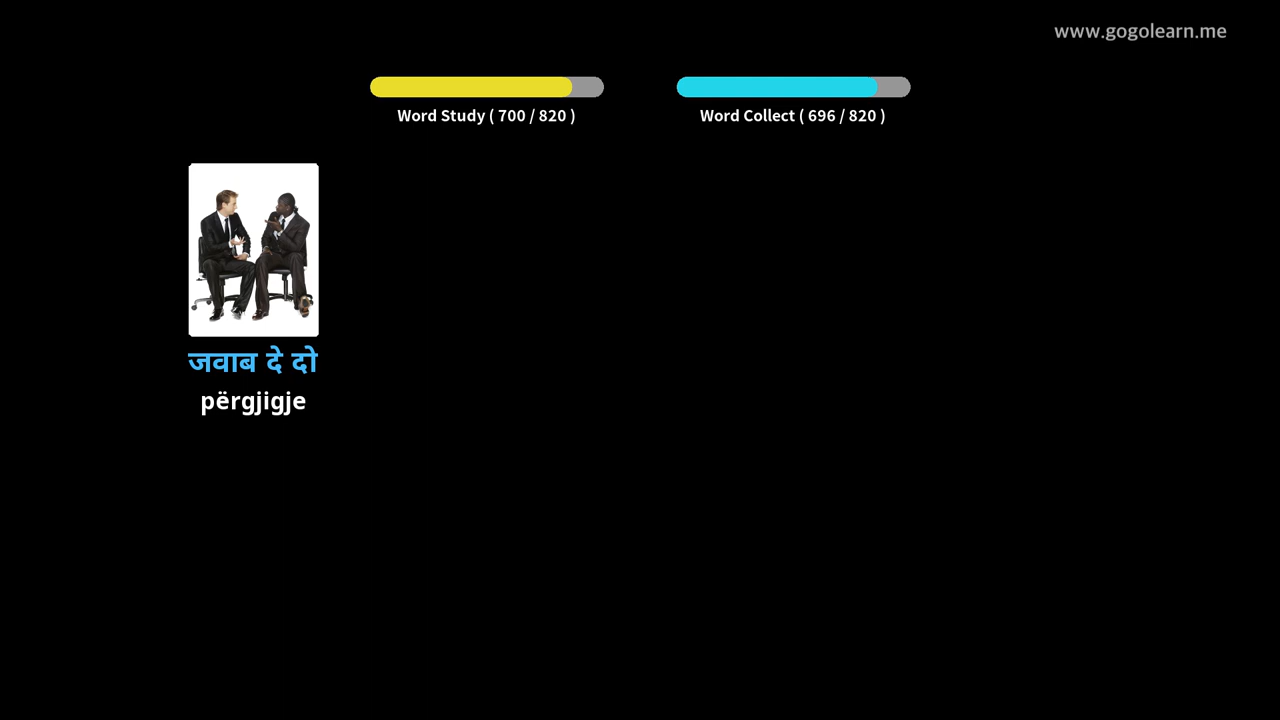 www.gogolearn.me
Word Study ( 700 / 820 )
Word Collect ( 696 / 820 )
जवाब दे दो
përgjigje